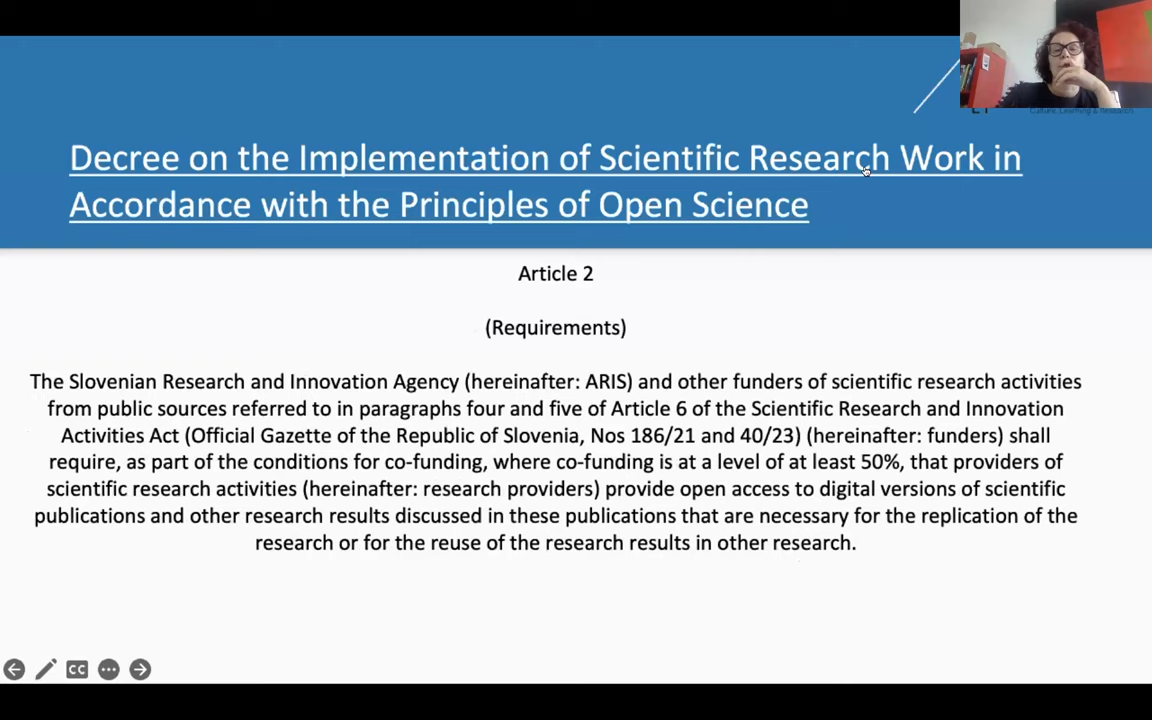 Decree on the Implementation of Scientific Research Work in
Accordance with the Principles of Open Science
Article 2
(Requirements)
The Slovenian Research and Innovation Agency (hereinafter: ARIS) and other funders of scientific research activities
from public sources referred to in paragraphs four and five of Article 6 of the Scientific Research and Innovation
Activities Act (Official Gazette of the Republic of Slovenia, Nos 186/21 and 40/23) (hereinafter: funders) shall
require, as part of the conditions for co-funding, where co-funding is at a level of at least 50%, that providers of
scientific research activities (hereinafter: research providers) provide open access to digital versions of scientific
publications and other research results discussed in these publications that are necessary for the replication of the
research or for the reuse of the research results in other research.
CC